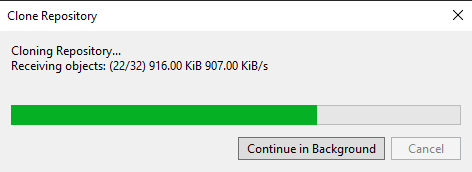 Clone Repository
Cloning Repository...
Receiving objects: (22/32) 916.00 KiB 907.00 KiB/s
Continue in Background
Cancel